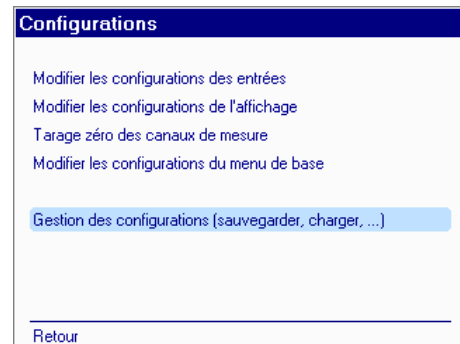 Configurations
Modifier les configurations des entrées
Modifier les configurations de l'affichage
Tarage zéro des canaux de mesure
Modifier les configurations du menu de base
Gestion des configurations (sauvegarder, charger, ...)
Retour